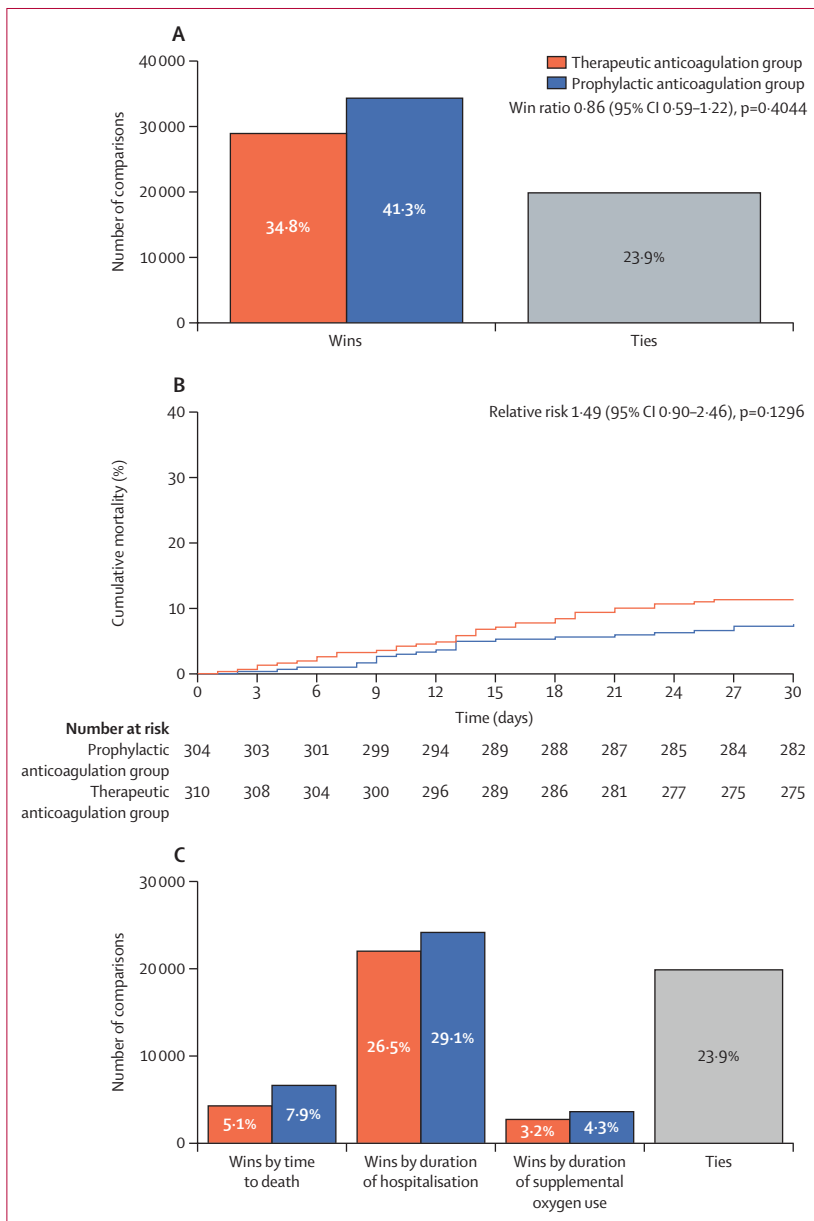 A
40 000
30 000
20 000
10 000
0
Number of comparisons
Therapeutic anticoagulation group
Prophylactic anticoagulation group
Win ratio 0·86 (95% CI 0·59–1·22), p=0·4044
34·8%
41·3%
23·9%
Wins
Ties
B
40
30
20
10
0
Cumulative mortality (%)
Relative risk 1·49 (95% CI 0·90–2·46), p=0·1296
0 3 6 9 12 15 18 21 24 27 30
Time (days)
Number at risk
Prophylactic 304 303 301 299 294 289 288 287 285 284 282
anticoagulation group
Therapeutic 310 308 304 300 296 289 286 281 277 275 275
anticoagulation group
C
30 000
20 000
10 000
0
Number of comparisons
5·1%
7·9%
26·5%
29·1%
3·2%
4·3%
23·9%
Wins by time
to death
Wins by duration
of hospitalisation
Wins by duration
of supplemental
oxygen use
Ties